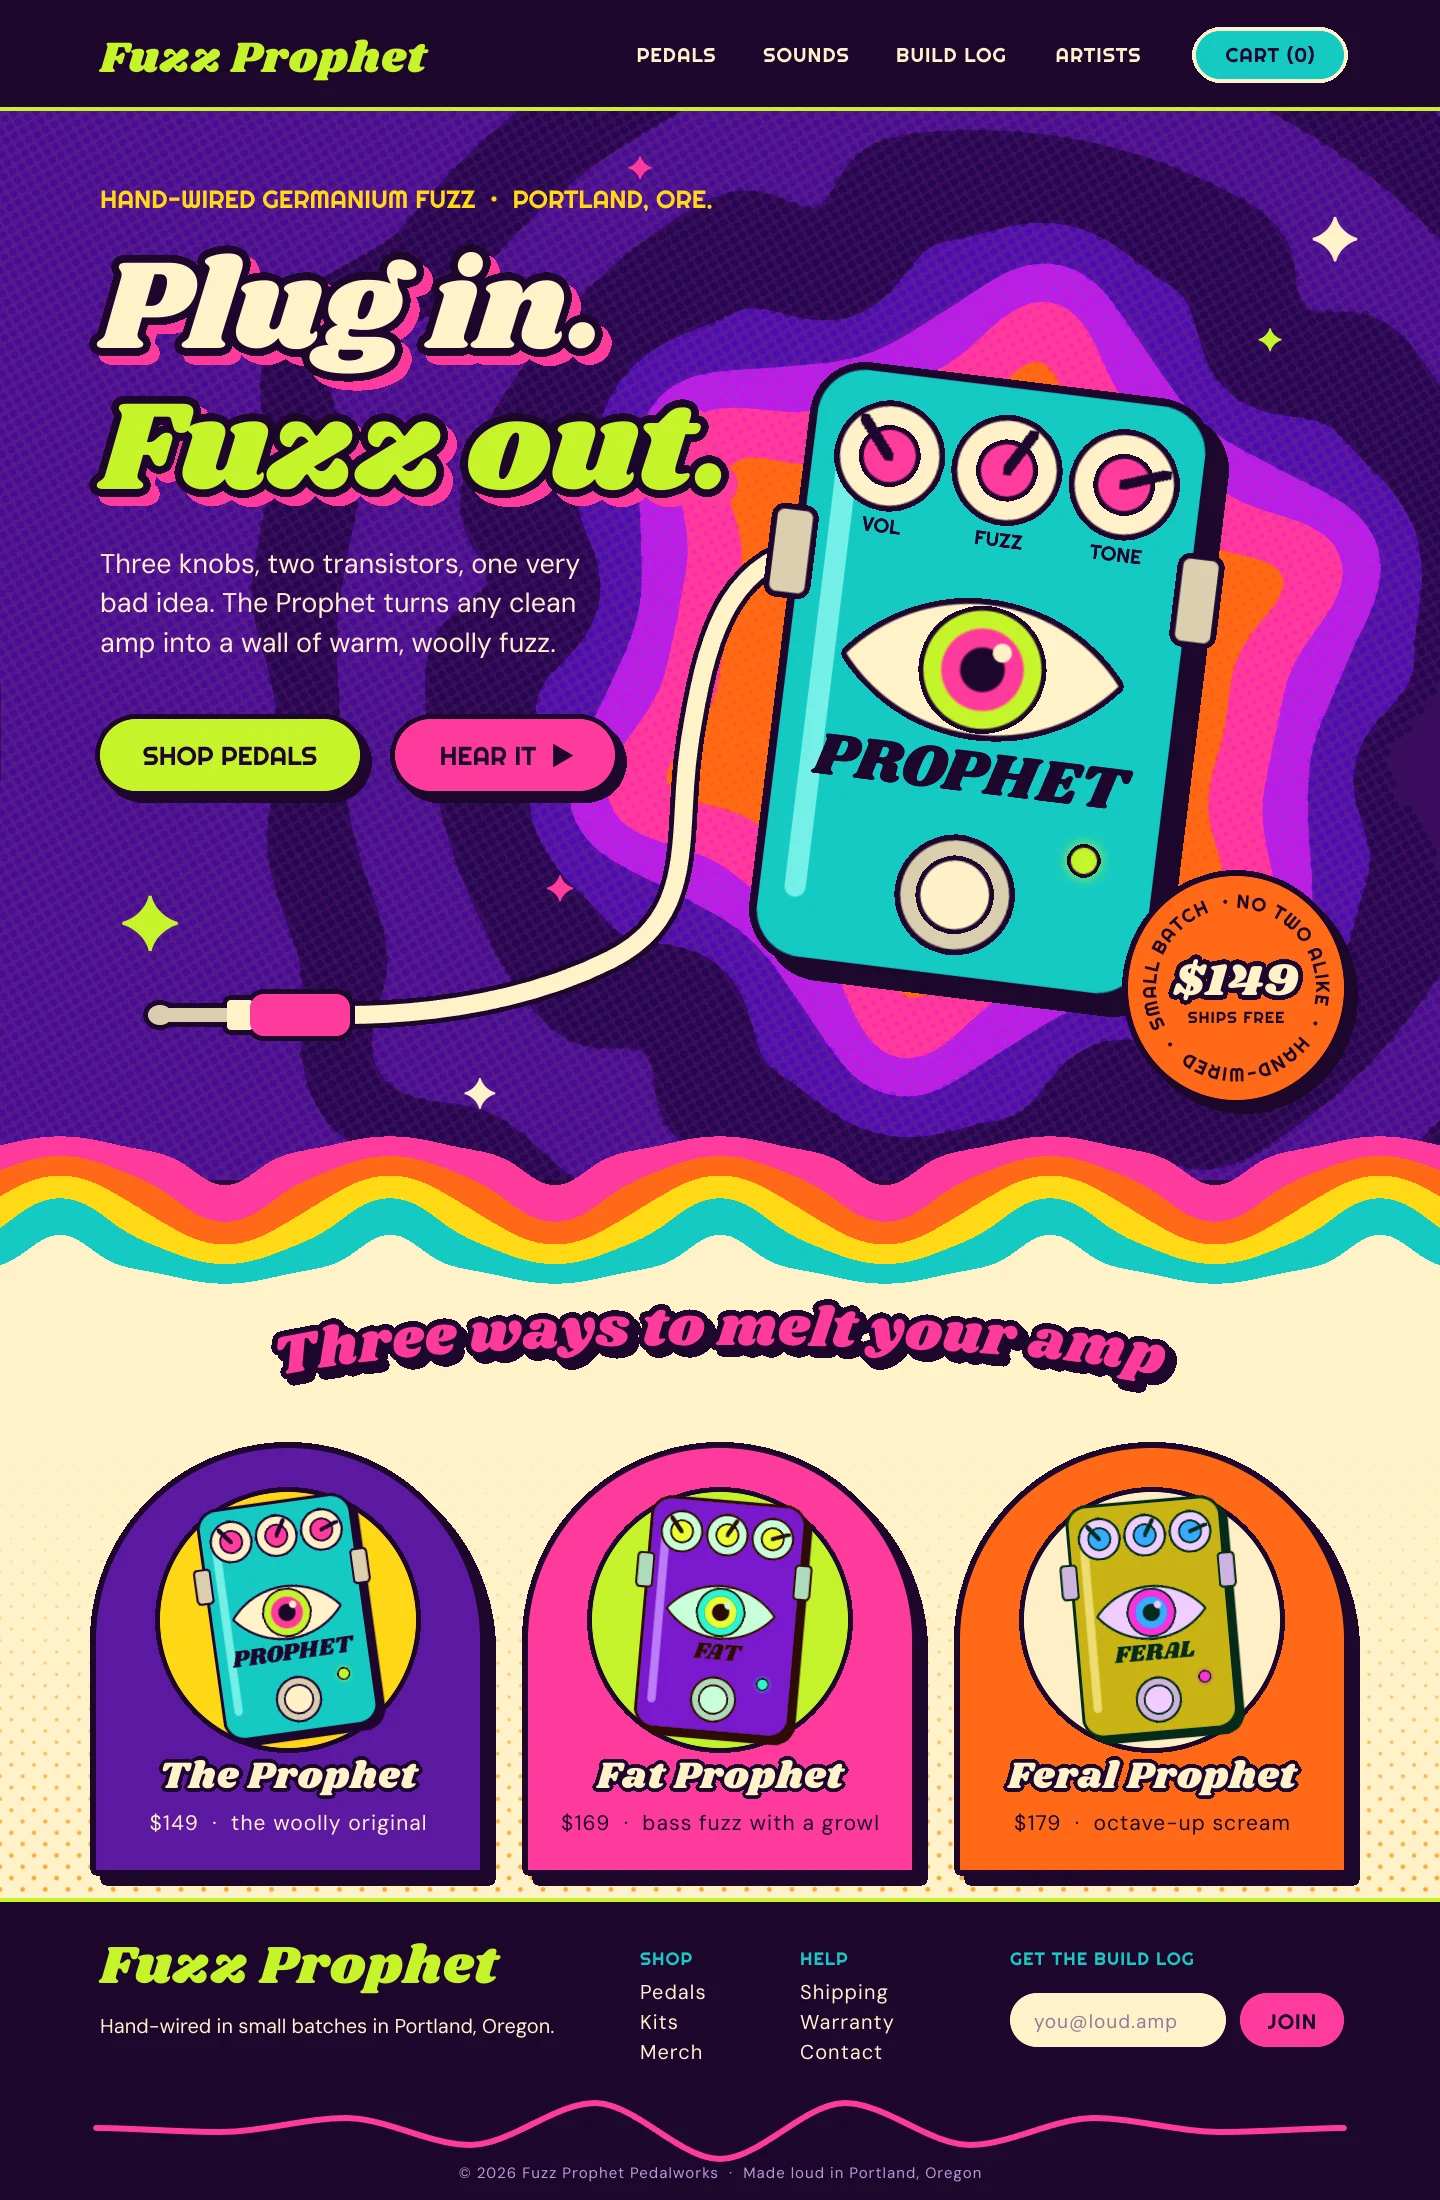 Fuzz Prophet
PEDALS SOUNDS BUILD LOG ARTISTS CART (0)
HAND-WIRED GERMANIUM FUZZ · PORTLAND, ORE.
Plug in.
Fuzz out.
Three knobs, two transistors, one very
bad idea. The Prophet turns any clean
amp into a wall of warm, woolly fuzz.
SHOP PEDALS
HEAR IT ▶
VOL FUZZ TONE
PROPHET
NO TWO ALIKE · HAND-WIRED · SMALL BATCH ·
$149
SHIPS FREE
Three ways to melt your amp
PROPHET
The Prophet
$149 · the woolly original
FAT
Fat Prophet
$169 · bass fuzz with a growl
FERAL
Feral Prophet
$179 · octave-up scream
Fuzz Prophet
Hand-wired in small batches in Portland, Oregon.
SHOP
Pedals
Kits
Merch
HELP
Shipping
Warranty
Contact
GET THE BUILD LOG
you@loud.amp
JOIN
© 2026 Fuzz Prophet Pedalworks · Made loud in Portland, Oregon